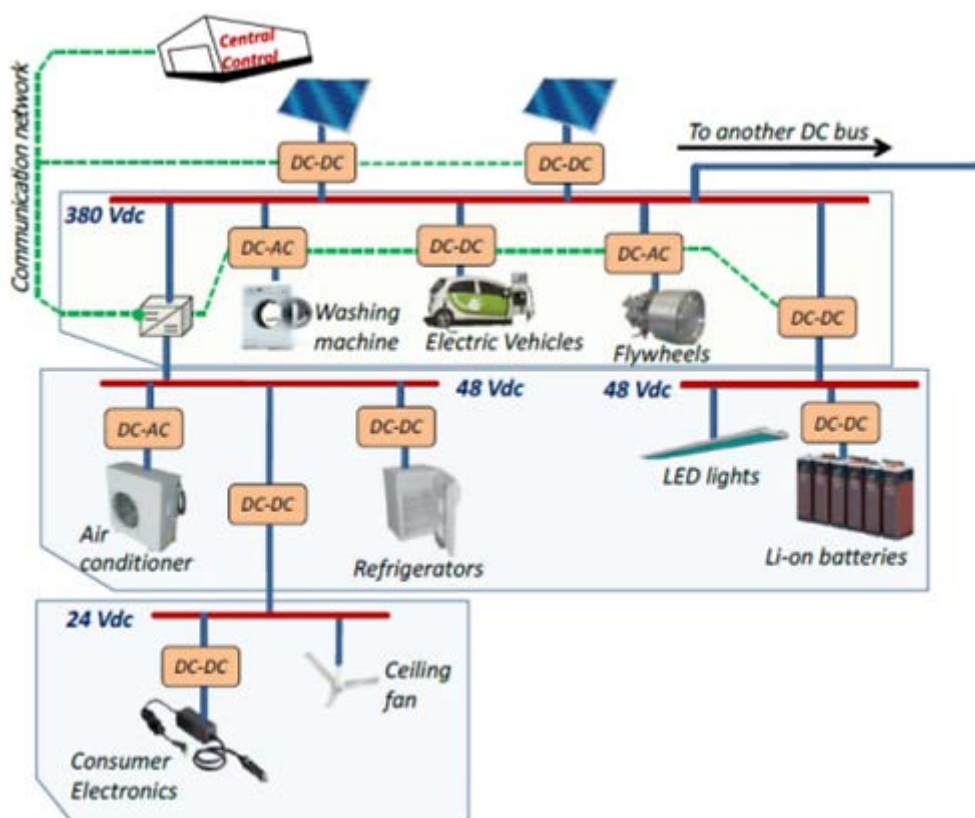 Central
Control
Communication network
DC-DC
DC-DC
To another DC bus
380 Vdc
DC-AC
DC-DC
DC-AC
DC-DC
Washing
machine
Electric Vehicles
Flywheels
48 Vdc
48 Vdc
DC-AC
DC-DC
DC-DC
DC-DC
LED lights
Air
conditioner
Refrigerators
Li-on batteries
24 Vdc
DC-DC
Ceiling
fan
Consumer
Electronics